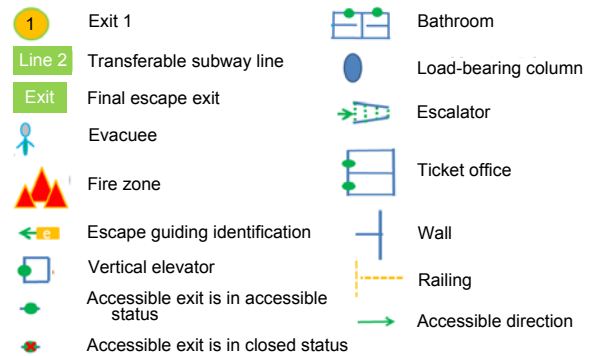 1 Exit 1
Line 2 Transferable subway line
Exit Final escape exit
Evacuee
Fire zone
e Escape guiding identification
Vertical elevator
Accessible exit is in accessible
status
Accessible exit is in closed status
Bathroom
Load-bearing column
Escalator
Ticket office
Wall
Railing
Accessible direction